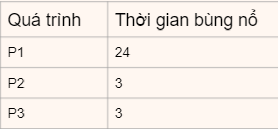 Quá trình Thời gian bùng nổ
P1 24
P2 3
P3 3